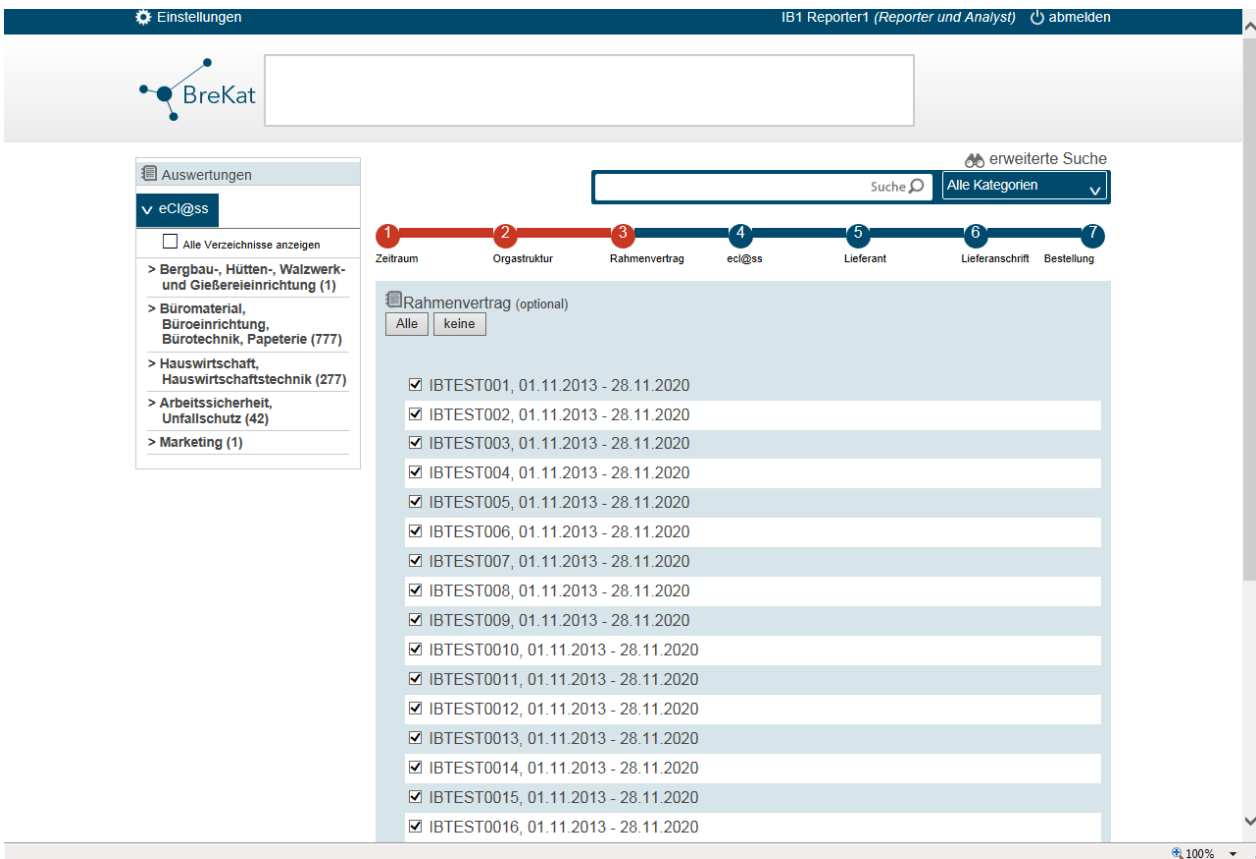 Einstellungen
IB1 Reporter1 (Reporter und Analyst) abmelden
BreKat
erweiterte Suche
Auswertungen
Suche
Alle Kategorien
v eCl@ss
Alle Verzeichnisse anzeigen
1 2 3 4 5 6 7
Zeitraum Orgastruktur Rahmenvertrag ecl@ss Lieferant Lieferanschrift Bestellung
> Bergbau-, Hütten-, Walzwerk-
und Gießereieinrichtung (1)
> Büromaterial,
Büroeinrichtung,
Bürotechnik, Papeterie (777)
> Hauswirtschaft,
Hauswirtschaftstechnik (277)
> Arbeitssicherheit,
Unfallschutz (42)
> Marketing (1)
Rahmenvertrag (optional)
Alle keine
IBTEST001, 01.11.2013 - 28.11.2020
IBTEST002, 01.11.2013 - 28.11.2020
IBTEST003, 01.11.2013 - 28.11.2020
IBTEST004, 01.11.2013 - 28.11.2020
IBTEST005, 01.11.2013 - 28.11.2020
IBTEST006, 01.11.2013 - 28.11.2020
IBTEST007, 01.11.2013 - 28.11.2020
IBTEST008, 01.11.2013 - 28.11.2020
IBTEST009, 01.11.2013 - 28.11.2020
IBTEST0010, 01.11.2013 - 28.11.2020
IBTEST0011, 01.11.2013 - 28.11.2020
IBTEST0012, 01.11.2013 - 28.11.2020
IBTEST0013, 01.11.2013 - 28.11.2020
IBTEST0014, 01.11.2013 - 28.11.2020
IBTEST0015, 01.11.2013 - 28.11.2020
IBTEST0016, 01.11.2013 - 28.11.2020
100%